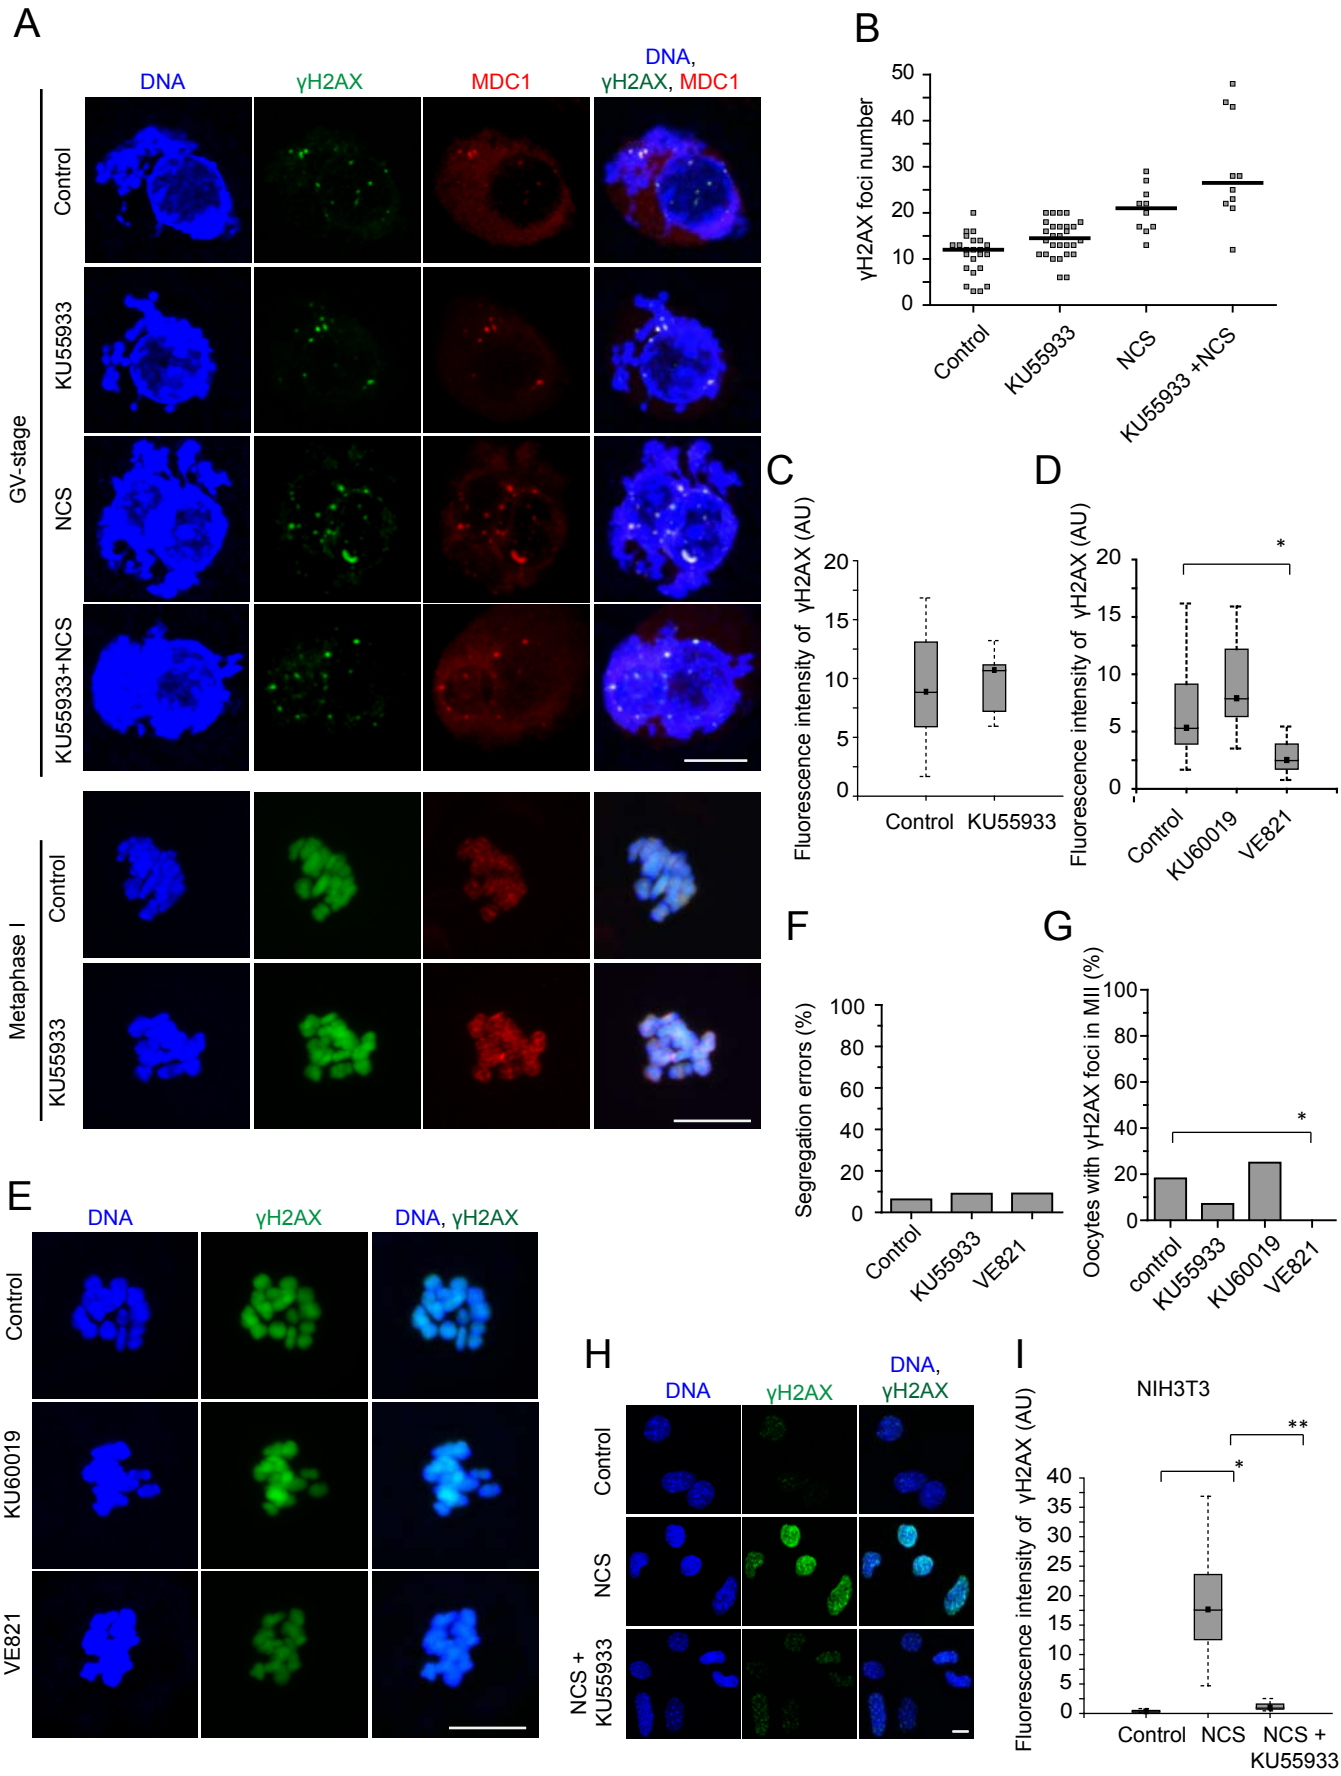 A
DNA
γH2AX
MDC1
DNA,
γH2AX, MDC1
GV-stage
Control
KU55933
NCS
KU55933+NCS
Metaphase I
Control
KU55933
B
γH2AX foci number
50
40
30
20
10
0
Control
KU55933
NCS
KU55933 +NCS
C
Fluorescence intensity of γH2AX (AU)
20
15
10
5
0
Control KU55933
D
Fluorescence intensity of γH2AX (AU)
20
15
10
5
0
*
Control
KU60019
VE821
E
DNA
γH2AX
DNA, γH2AX
Control
KU60019
VE821
F
Segregation errors (%)
100
80
60
40
20
0
Control
KU55933
VE821
G
Oocytes with γH2AX foci in MII (%)
100
80
60
40
20
0
*
control
KU55933
KU60019
VE821
H
DNA
γH2AX
DNA,
γH2AX
Control
NCS
NCS +
KU55933
I
NIH3T3
Fluorescence intensity of γH2AX (AU)
40
35
30
25
20
15
10
5
0
*
**
Control NCS NCS +
KU55933